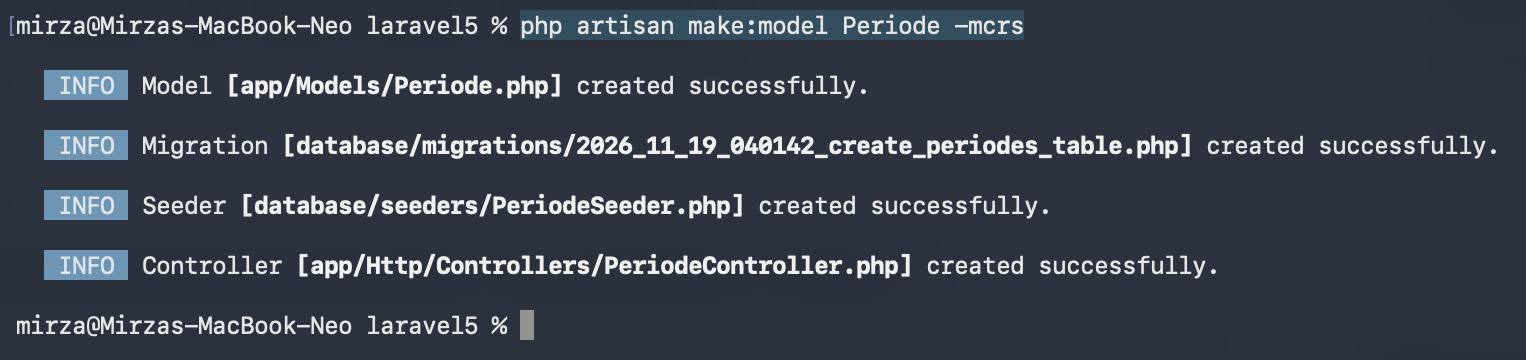 [mirza@Mirzas-MacBook-Neo laravel5 % php artisan make:model Periode -mcrs
INFO Model [app/Models/Periode.php] created successfully.
INFO Migration [database/migrations/2026_11_19_040142_create_periodes_table.php] created successfully.
INFO Seeder [database/seeders/PeriodeSeeder.php] created successfully.
INFO Controller [app/Http/Controllers/PeriodeController.php] created successfully.
mirza@Mirzas-MacBook-Neo laravel5 %